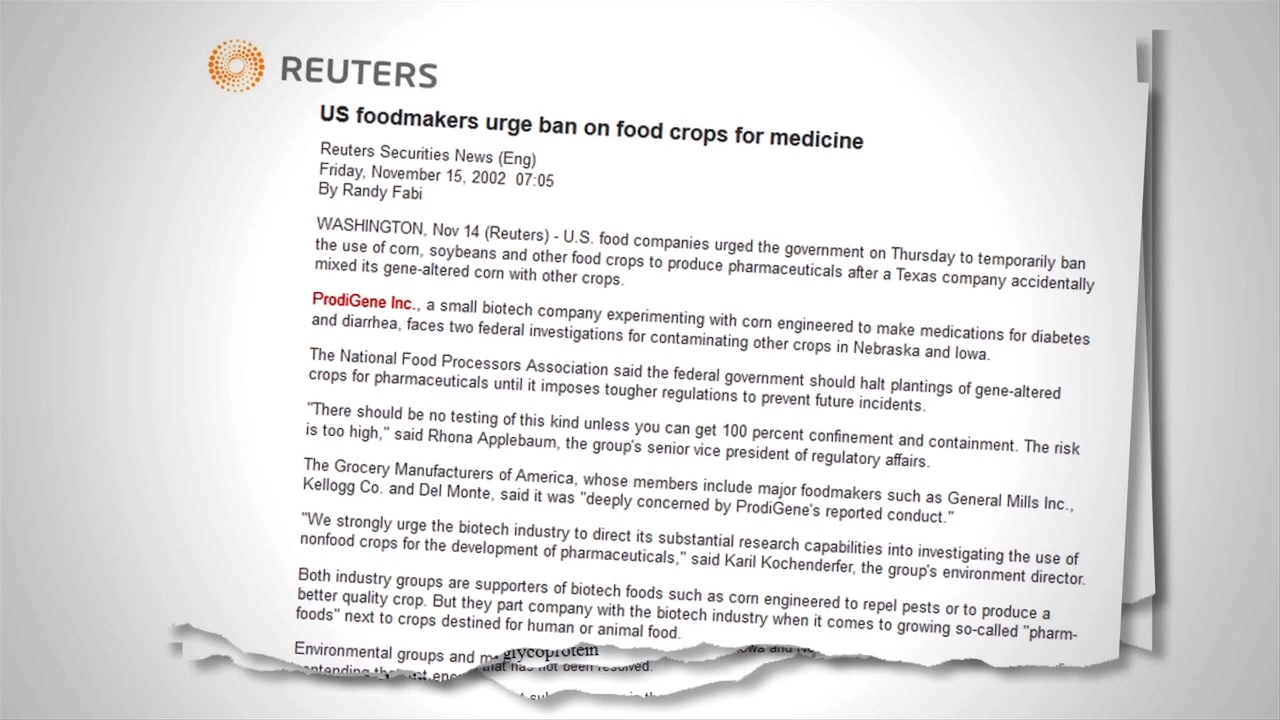 REUTERS
US foodmakers urge ban on food crops for medicine
Reuters Securities News (Eng)
Friday, November 15, 2002 07:05
By Randy Fabi
WASHINGTON, Nov 14 (Reuters) - U.S. food companies urged the government on Thursday to temporarily ban
the use of corn, soybeans and other food crops to produce pharmaceuticals after a Texas company accidentally
mixed its gene-altered corn with other crops.
ProdiGene Inc., a small biotech company experimenting with corn engineered to make medications for diabetes
and diarrhea, faces two federal investigations for contaminating other crops in Nebraska and Iowa.
The National Food Processors Association said the federal government should halt plantings of gene-altered
crops for pharmaceuticals until it imposes tougher regulations to prevent future incidents.
"There should be no testing of this kind unless you can get 100 percent confinement and containment. The risk
is too high," said Rhona Applebaum, the group's senior vice president of regulatory affairs.
The Grocery Manufacturers of America, whose members include major foodmakers such as General Mills Inc.,
Kellogg Co. and Del Monte, said it was "deeply concerned by ProdiGene's reported conduct."
"We strongly urge the biotech industry to direct its substantial research capabilities into investigating the use of
nonfood crops for the development of pharmaceuticals," said Karil Kochenderfer, the group's environment director.
Both industry groups are supporters of biotech foods such as corn engineered to repel pests or to produce a
better quality crop. But they part company with the biotech industry when it comes to growing so-called "pharm-
foods" next to crops destined for human or animal food.
Environmental groups and
glycoprotein
that has not been resolved.